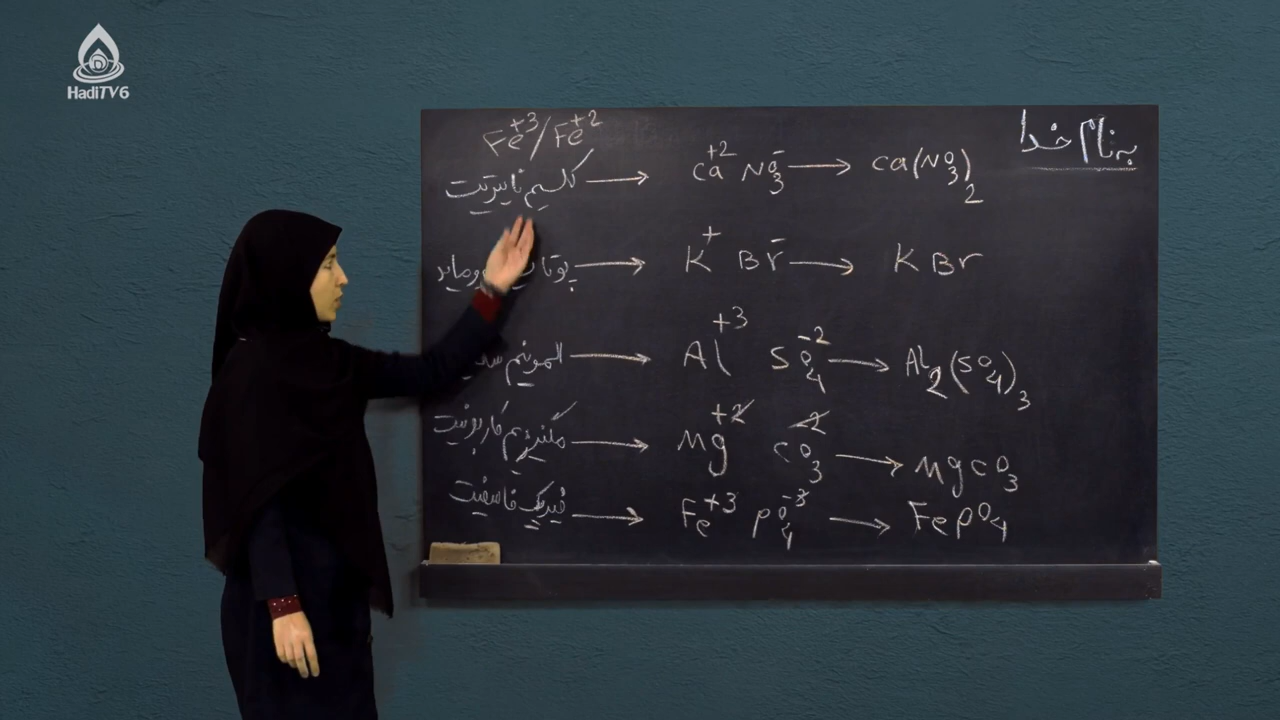 HadiTV6
به نام خدا
Fe+3/Fe+2
کلسیم نایتریت → Ca+2 NO3- → Ca(NO3)2
→ K+ Br- → KBr
المونیم → Al+3 SO4-2 → Al2(SO4)3
مگنیزیم کاربونیت → Mg+2 CO3-2 → MgCO3
فیریک فاسفیت → Fe+3 PO4-3 → FePO4